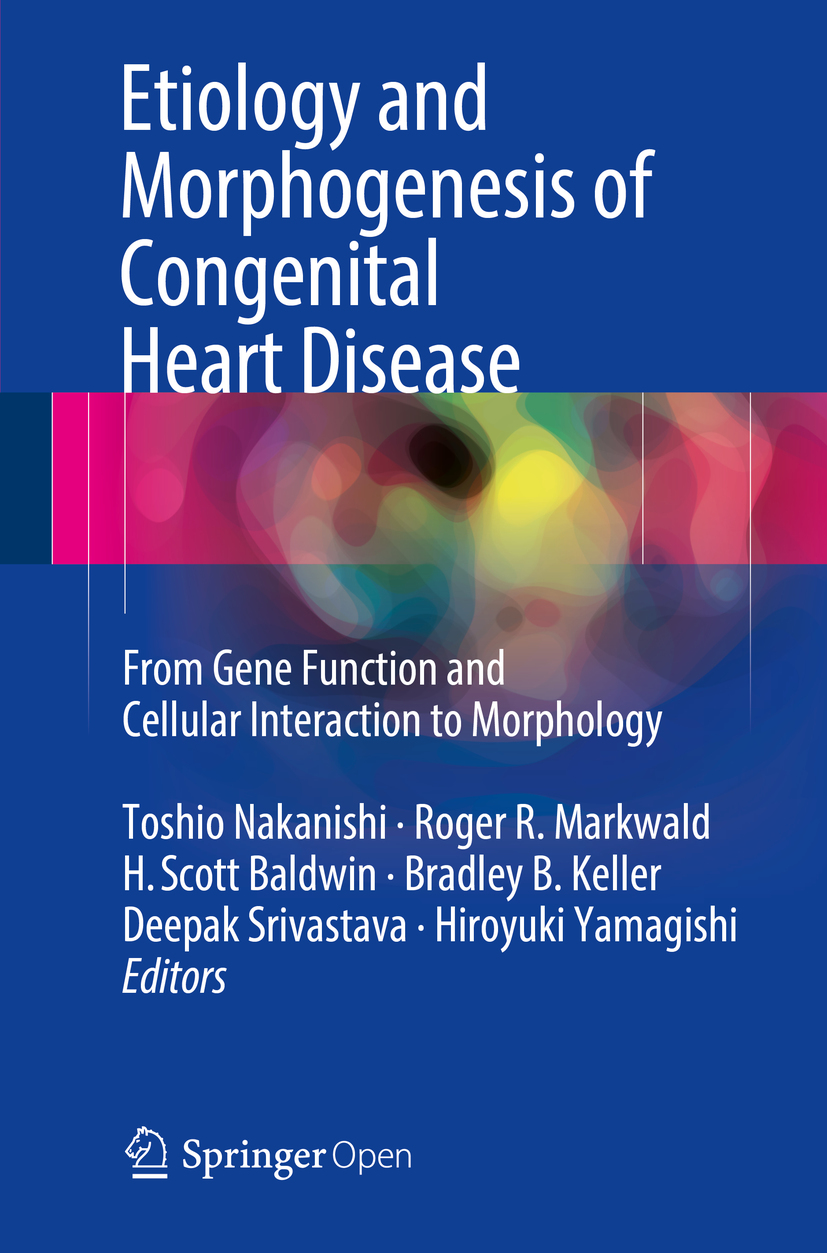 Etiology and
Morphogenesis of
Congenital
Heart Disease
From Gene Function and
Cellular Interaction to Morphology
Toshio Nakanishi · Roger R. Markwald
H. Scott Baldwin · Bradley B. Keller
Deepak Srivastava · Hiroyuki Yamagishi
Editors
Springer Open